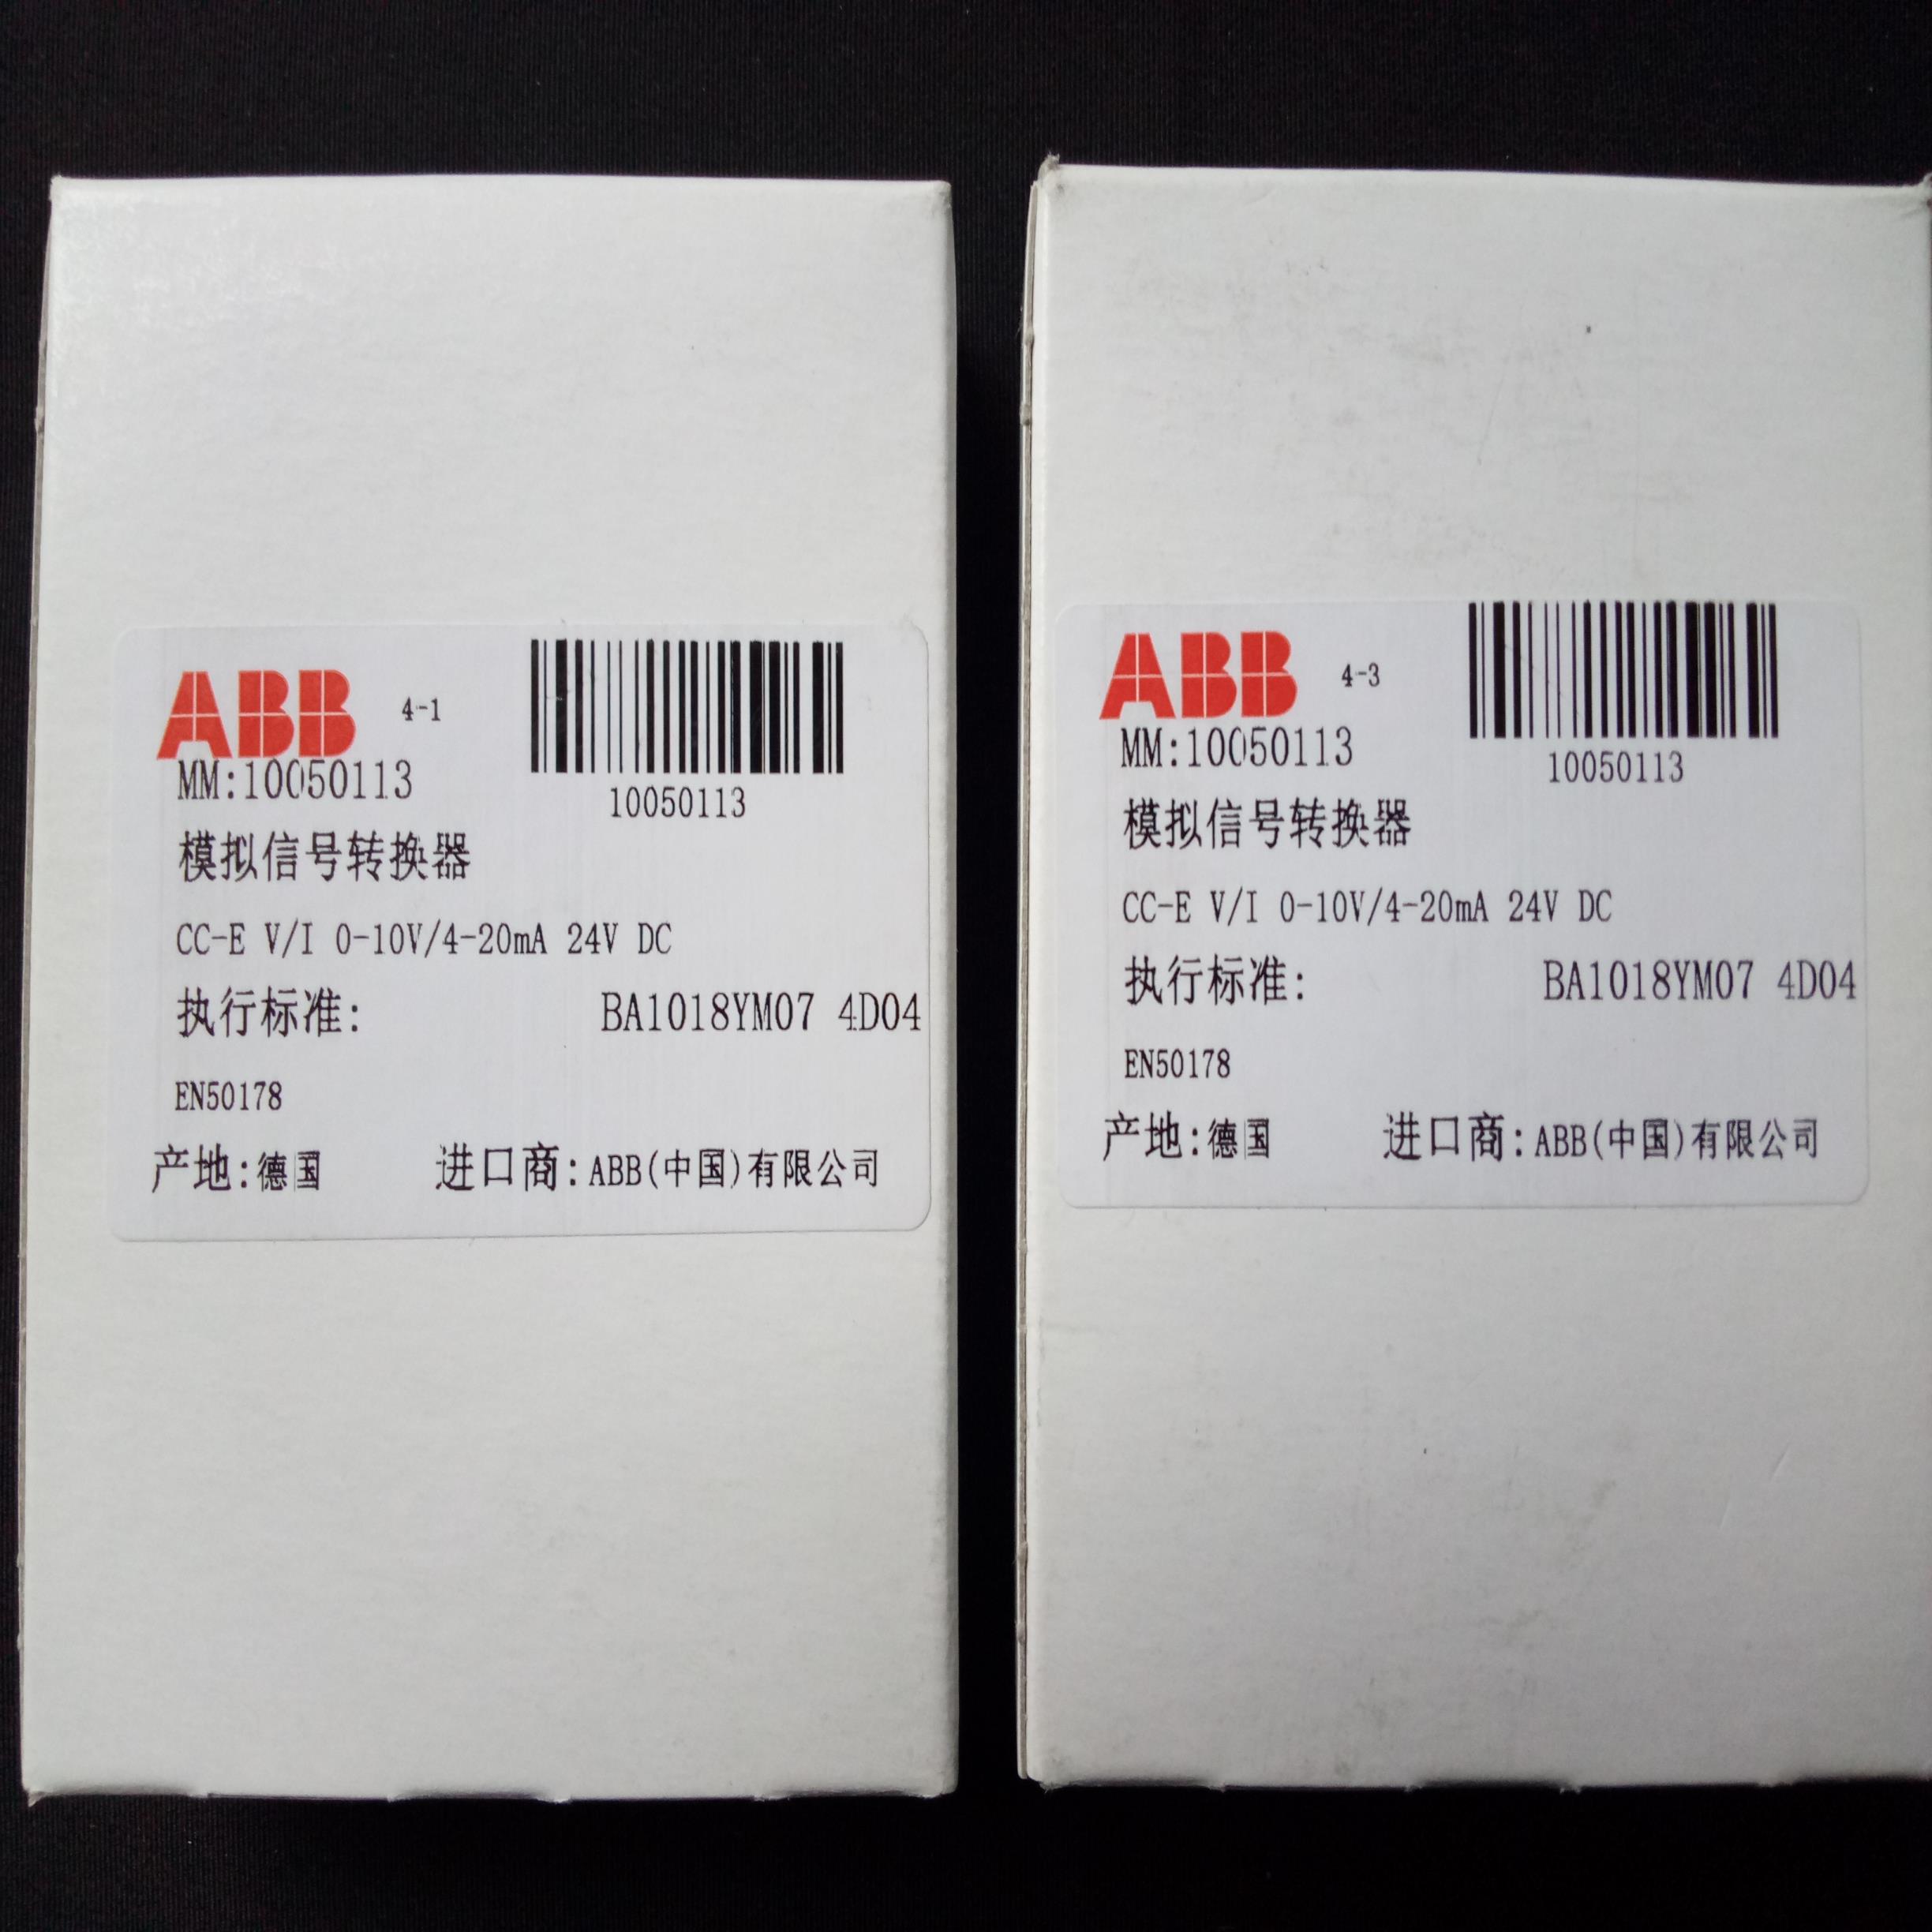 ABB 4-1
10050113
MM:10050113
模拟信号转换器
CC-E V/I 0-10V/4-20mA 24V DC
执行标准: BA1018YM07 4D04
EN50178
产地:德国 进口商:ABB(中国)有限公司
ABB 4-3
10050113
MM:10050113
模拟信号转换器
CC-E V/I 0-10V/4-20mA 24V DC
执行标准: BA1018YM07 4D04
EN50178
产地:德国 进口商:ABB(中国)有限公司